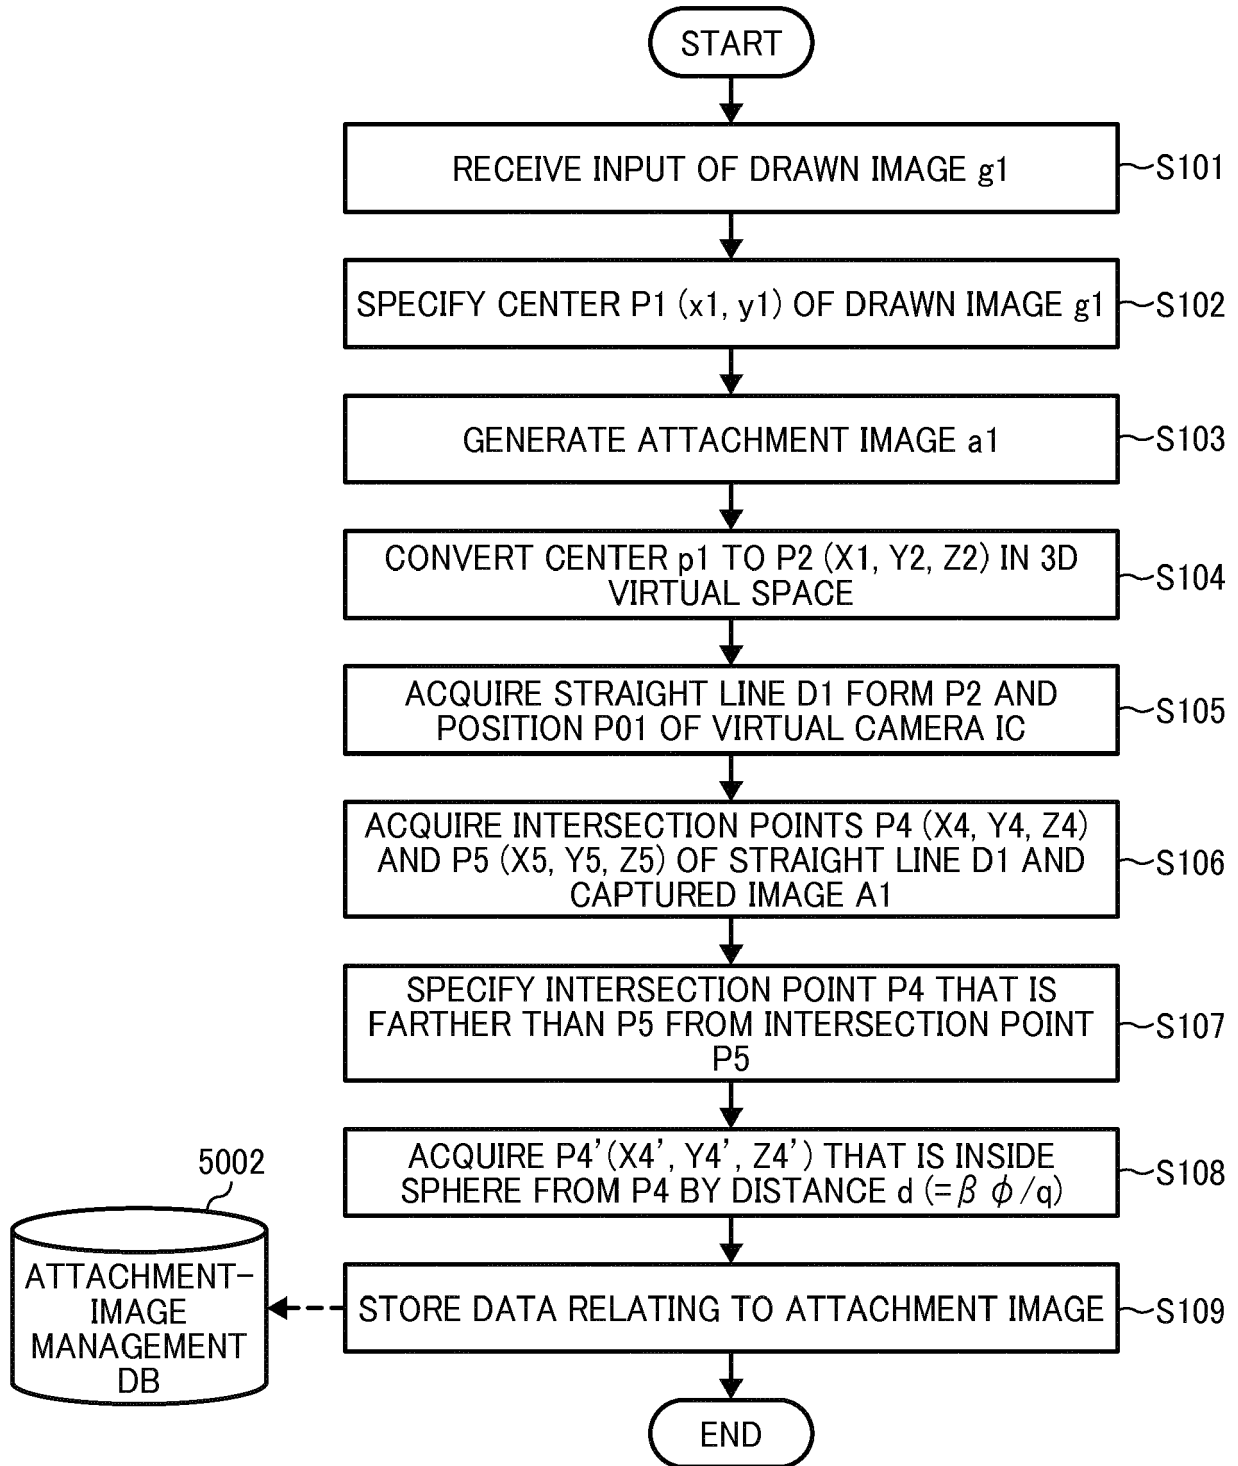 START
RECEIVE INPUT OF DRAWN IMAGE g1
S101
SPECIFY CENTER P1 (x1, y1) OF DRAWN IMAGE g1
S102
GENERATE ATTACHMENT IMAGE a1
S103
CONVERT CENTER p1 TO P2 (X1, Y2, Z2) IN 3D
VIRTUAL SPACE
S104
ACQUIRE STRAIGHT LINE D1 FORM P2 AND
POSITION P01 OF VIRTUAL CAMERA IC
S105
ACQUIRE INTERSECTION POINTS P4 (X4, Y4, Z4)
AND P5 (X5, Y5, Z5) OF STRAIGHT LINE D1 AND
CAPTURED IMAGE A1
S106
SPECIFY INTERSECTION POINT P4 THAT IS
FARTHER THAN P5 FROM INTERSECTION POINT
P5
S107
ACQUIRE P4'(X4', Y4', Z4') THAT IS INSIDE
SPHERE FROM P4 BY DISTANCE d (=β φ/q)
S108
5002
ATTACHMENT-
IMAGE
MANAGEMENT
DB
STORE DATA RELATING TO ATTACHMENT IMAGE
S109
END